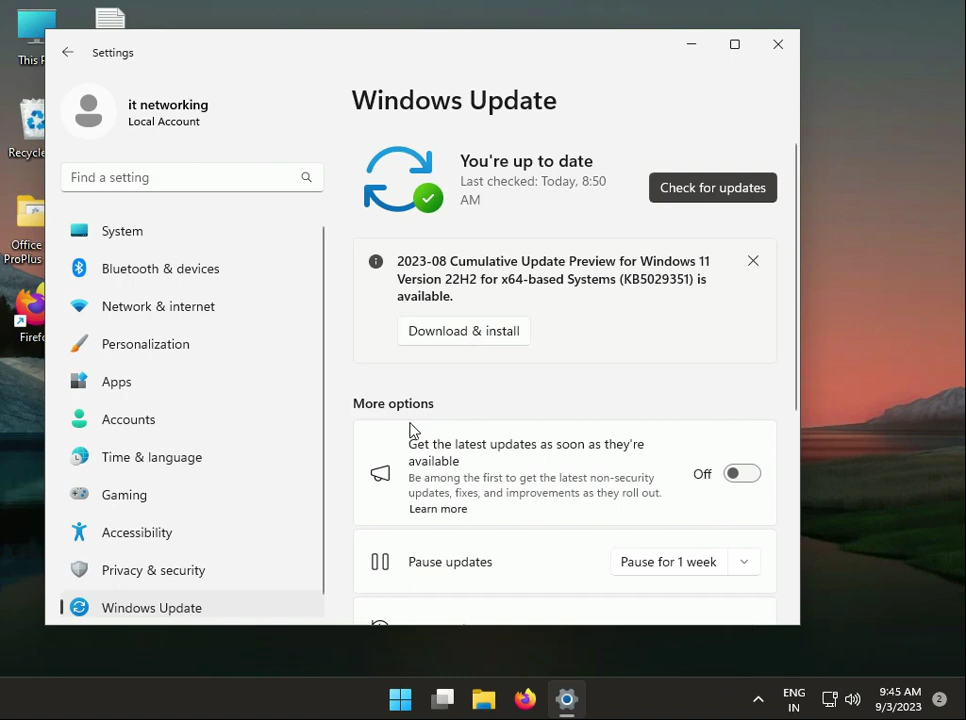 This P
Recycle
Office
ProPlus
Firefo
Settings
it networking
Local Account
Find a setting
System
Bluetooth & devices
Network & internet
Personalization
Apps
Accounts
Time & language
Gaming
Accessibility
Privacy & security
Windows Update
Windows Update
You're up to date
Last checked: Today, 8:50
AM
Check for updates
2023-08 Cumulative Update Preview for Windows 11
Version 22H2 for x64-based Systems (KB5029351) is
available.
Download & install
More options
Get the latest updates as soon as they're
available
Be among the first to get the latest non-security
updates, fixes, and improvements as they roll out.
Learn more
Off
Pause updates
Pause for 1 week
ENG
IN
9:45 AM
9/3/2023
2